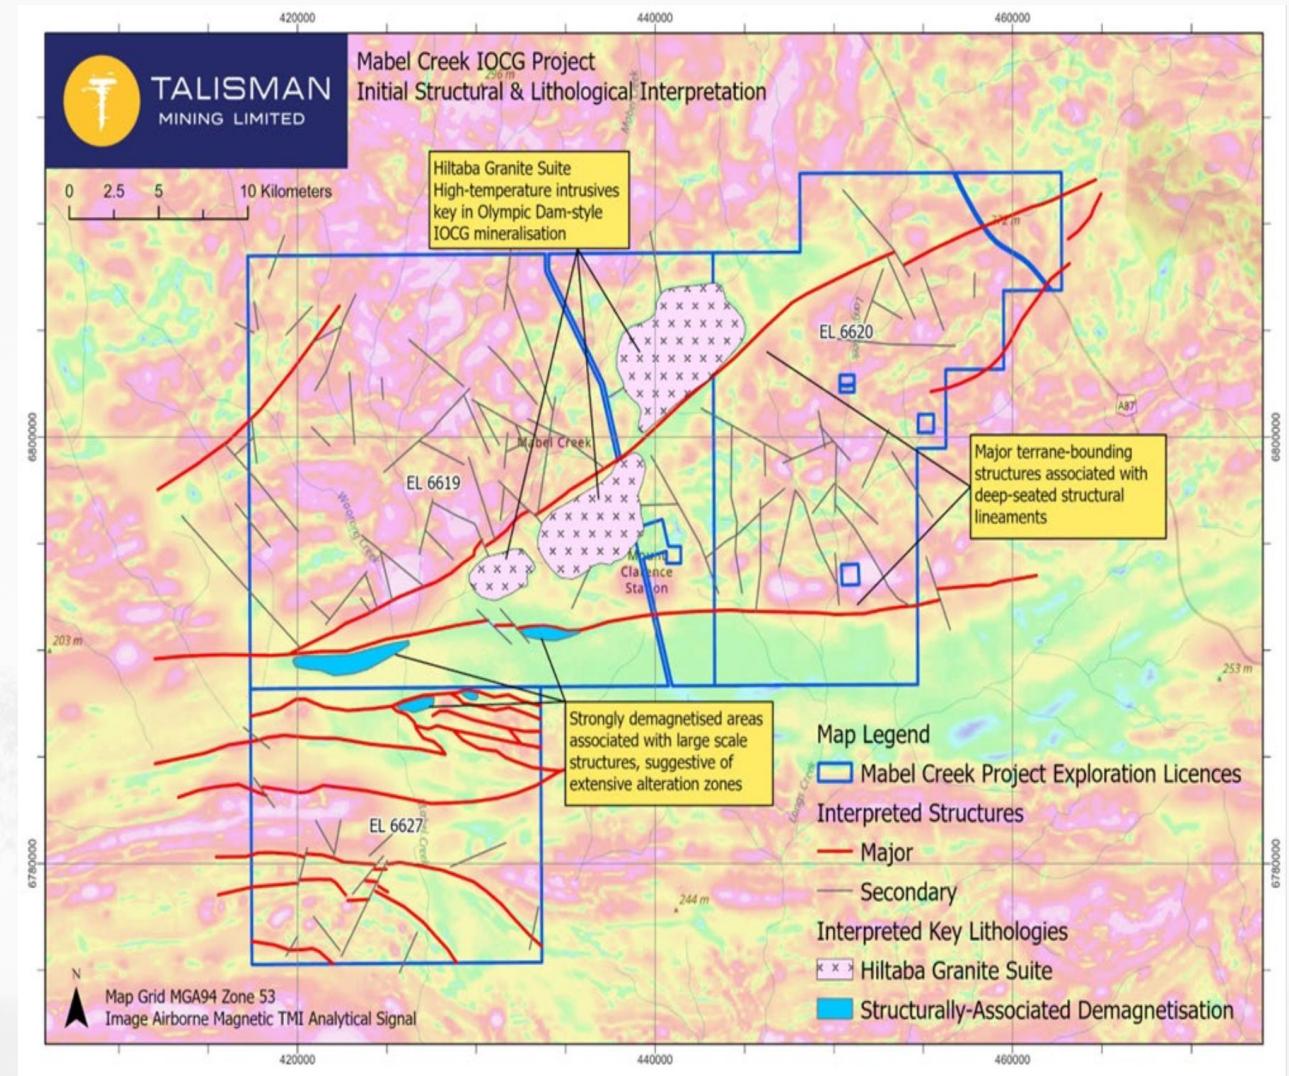 420000
440000
460000
TALISMAN
MINING LIMITED
Mabel Creek IOCG Project
296 m
Initial Structural & Lithological Interpretation
0 2.5 5 10 Kilometers
Hiltaba Granite Suite
High-temperature intrusives
key in Olympic Dam-style
IOCG mineralisation
272 m
EL 6620
A87
6800000
6800000
Mabel Creek
EL 6619
Major terrane-bounding
structures associated with
deep-seated structural
lineaments
Mount
Clarence
Station
203 m
253 m
Strongly demagnetised areas
associated with large scale
structures, suggestive of
extensive alteration zones
EL 6627
6780000
6780000
244 m
Map Legend
Mabel Creek Project Exploration Licences
Interpreted Structures
Major
Secondary
Interpreted Key Lithologies
Hiltaba Granite Suite
Structurally-Associated Demagnetisation
N
Map Grid MGA94 Zone 53
Image Airborne Magnetic TMI Analytical Signal
420000
440000
460000